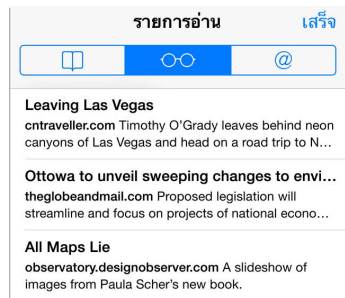 รายการอ่าน เสร็จ
@
Leaving Las Vegas
cntraveller.com Timothy O'Grady leaves behind neon
canyons of Las Vegas and head on a road trip to N...
Ottowa to unveil sweeping changes to envi...
theglobeandmail.com Proposed legislation will
streamline and focus on projects of national econo...
All Maps Lie
observatory.designobserver.com A slideshow of
images from Paula Scher's new book.